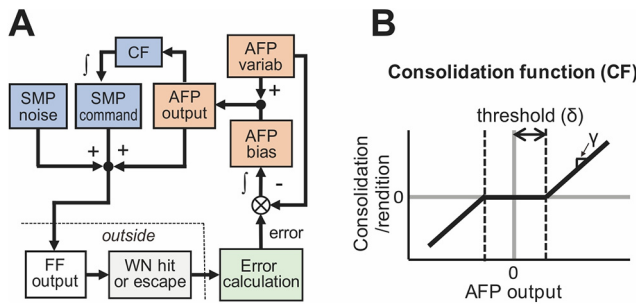 A
CF
∫
AFP
variab
+
SMP
noise
SMP
command
AFP
output
AFP
bias
+
+
∫
-
error
outside
FF
output
WN hit
or escape
Error
calculation
B
Consolidation function (CF)
threshold (δ)
γ
Consolidation
/rendition
0
0
AFP output